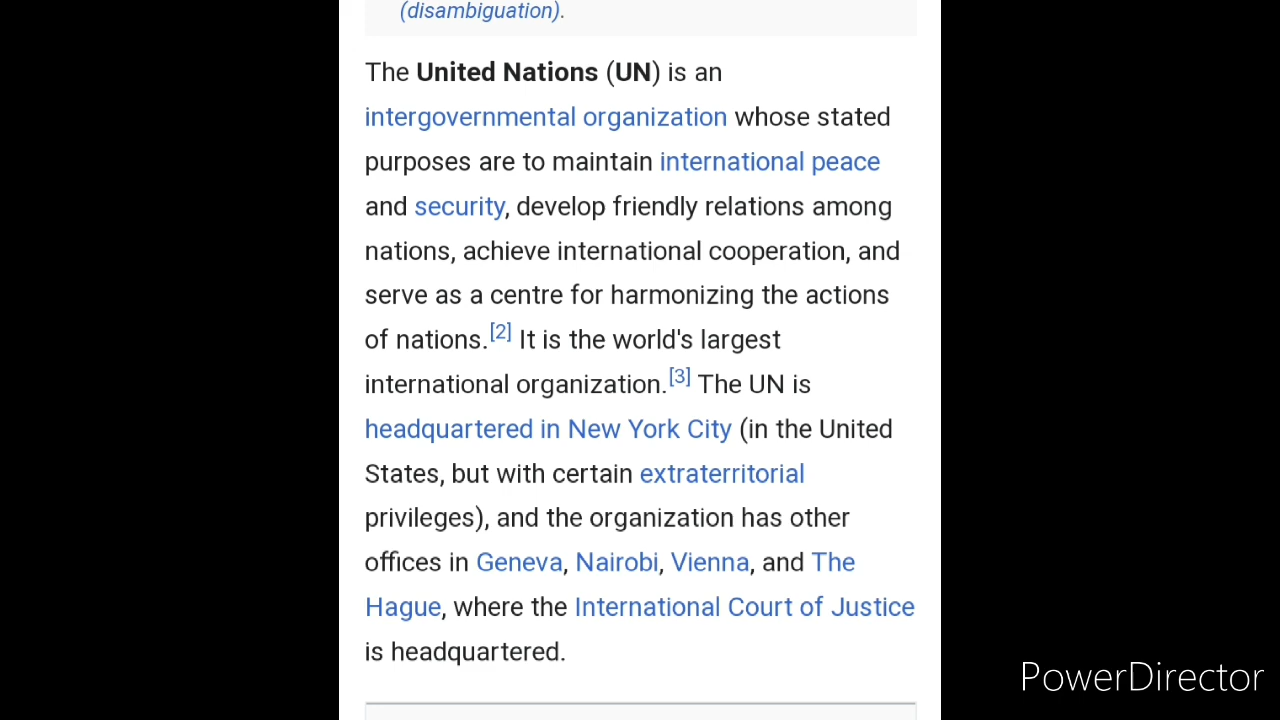 (disambiguation).
The United Nations (UN) is an
intergovernmental organization whose stated
purposes are to maintain international peace
and security, develop friendly relations among
nations, achieve international cooperation, and
serve as a centre for harmonizing the actions
of nations.[2] It is the world's largest
international organization.[3] The UN is
headquartered in New York City (in the United
States, but with certain extraterritorial
privileges), and the organization has other
offices in Geneva, Nairobi, Vienna, and The
Hague, where the International Court of Justice
is headquartered.
PowerDirector